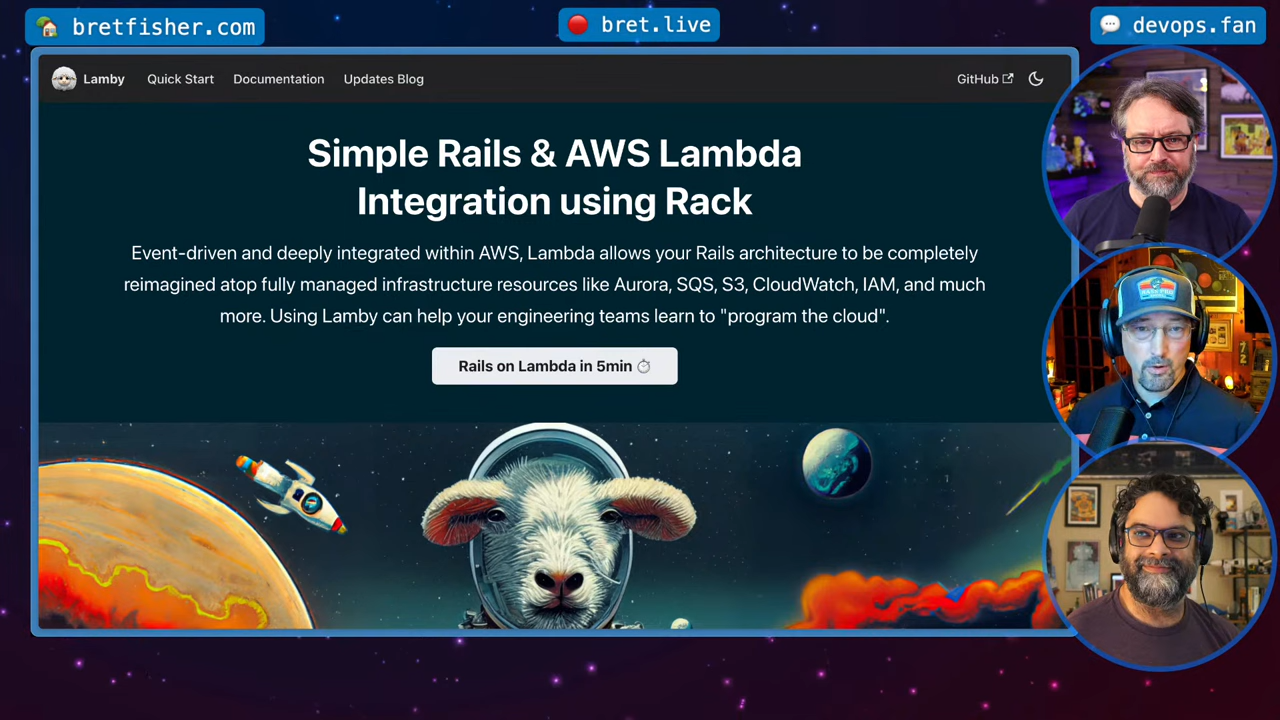 bretfisher.com
bret.live
devops.fan
Lamby
Quick Start
Documentation
Updates Blog
GitHub
Simple Rails & AWS Lambda
Integration using Rack
Event-driven and deeply integrated within AWS, Lambda allows your Rails architecture to be completely
reimagined atop fully managed infrastructure resources like Aurora, SQS, S3, CloudWatch, IAM, and much
more. Using Lamby can help your engineering teams learn to "program the cloud".
Rails on Lambda in 5min